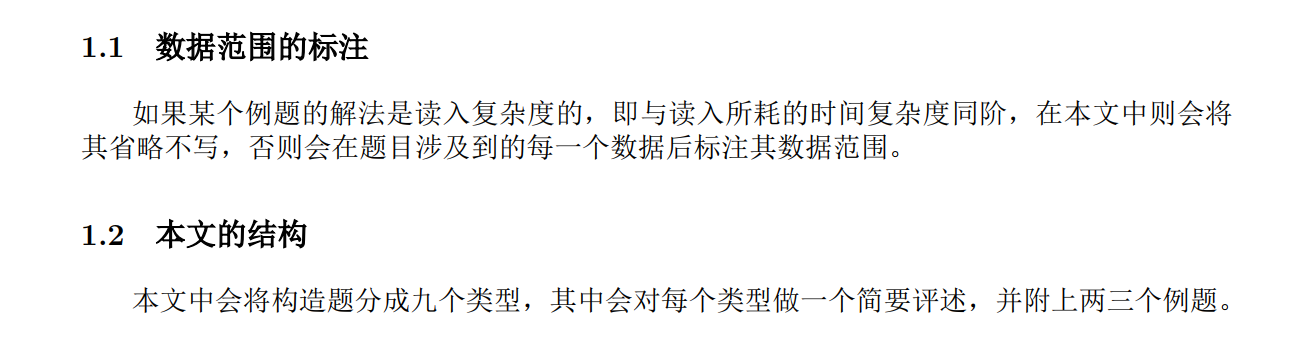 1.1 数据范围的标注
如果某个例题的解法是读入复杂度的，即与读入所耗的时间复杂度同阶，在本文中则会将
其省略不写，否则会在题目涉及到的每一个数据后标注其数据范围。
1.2 本文的结构
本文中会将构造题分成九个类型，其中会对每个类型做一个简要评述，并附上两三个例题。